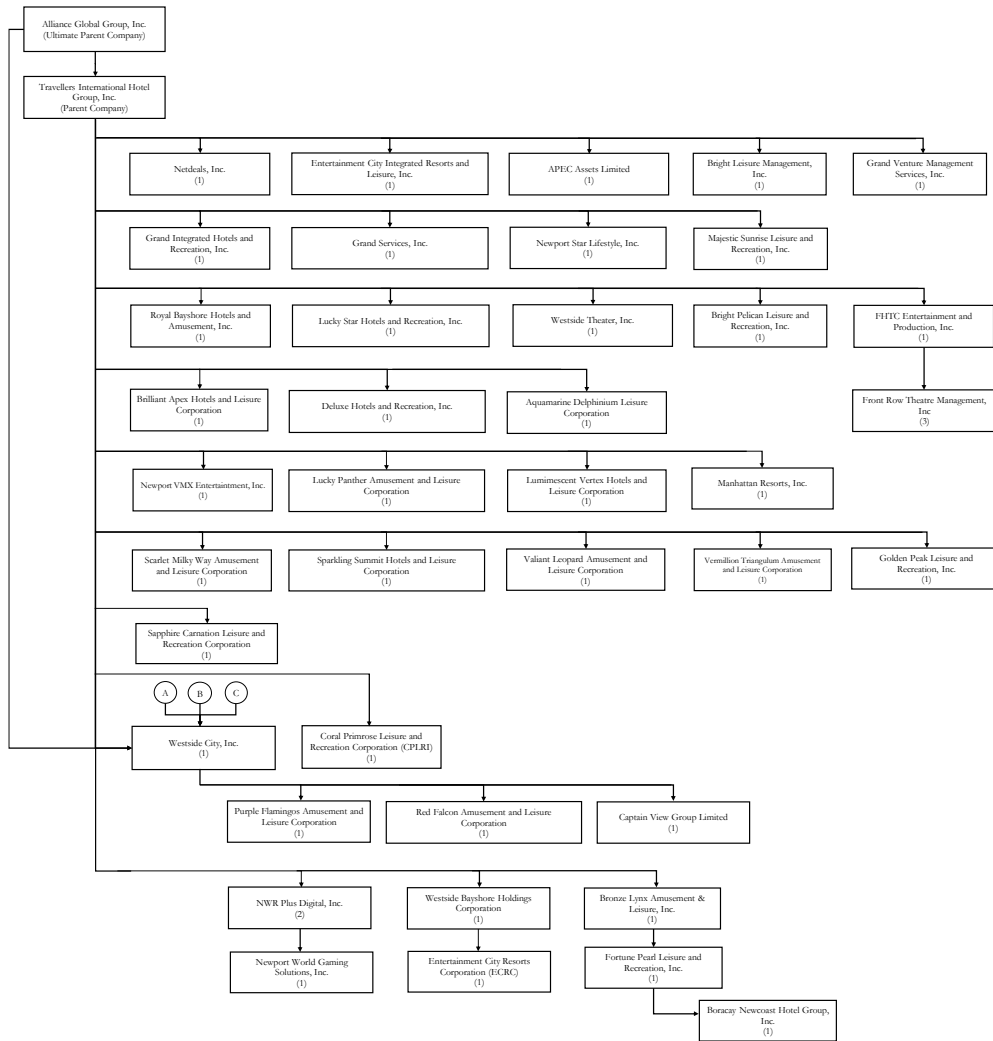 Alliance Global Group, Inc.
(Ultimate Parent Company)
Travellers International Hotel
Group, Inc.
(Parent Company)
Netdeals, Inc.
(1)
Entertainment City Integrated Resorts and
Leisure, Inc.
(1)
APEC Assets Limited
(1)
Bright Leisure Management,
Inc.
(1)
Grand Venture Management
Services, Inc.
(1)
Grand Integrated Hotels and
Recreation, Inc.
(1)
Grand Services, Inc.
(1)
Newport Star Lifestyle, Inc.
(1)
Majestic Sunrise Leisure and
Recreation, Inc.
(1)
Royal Bayshore Hotels and
Amusement, Inc.
(1)
Lucky Star Hotels and Recreation, Inc.
(1)
Westside Theater, Inc.
(1)
Bright Pelican Leisure and
Recreation, Inc.
(1)
FHTC Entertainment and
Production, Inc.
(1)
Brilliant Apex Hotels and Leisure
Corporation
(1)
Deluxe Hotels and Recreation, Inc.
(1)
Aquamarine Delphinium Leisure
Corporation
(1)
Front Row Theatre Management,
Inc
(3)
Newport VMX Entertaintment, Inc.
(1)
Lucky Panther Amusement and Leisure
Corporation
(1)
Lumimescent Vertex Hotels and
Leisure Corporation
(1)
Manhattan Resorts, Inc.
(1)
Scarlet Milky Way Amusement
and Leisure Corporation
(1)
Sparkling Summit Hotels and Leisure
Corporation
(1)
Valiant Leopard Amusement and
Leisure Corporation
(1)
Vermillion Triangulum Amusement
and Leisure Corporation
(1)
Golden Peak Leisure and
Recreation, Inc.
(1)
Sapphire Carnation Leisure and
Recreation Corporation
(1)
A
B
C
Westside City, Inc.
(1)
Coral Primrose Leisure and
Recreation Corporation (CPLRI)
(1)
Purple Flamingos Amusement and
Leisure Corporation
(1)
Red Falcon Amusement and Leisure
Corporation
(1)
Captain View Group Limited
(1)
NWR Plus Digital, Inc.
(2)
Westside Bayshore Holdings
Corporation
(1)
Bronze Lynx Amusement &
Leisure, Inc.
(1)
Newport World Gaming
Solutions, Inc.
(1)
Entertainment City Resorts
Corporation (ECRC)
(1)
Fortune Pearl Leisure and
Recreation, Inc.
(1)
Boracay Newcoast Hotel Group,
Inc.
(1)